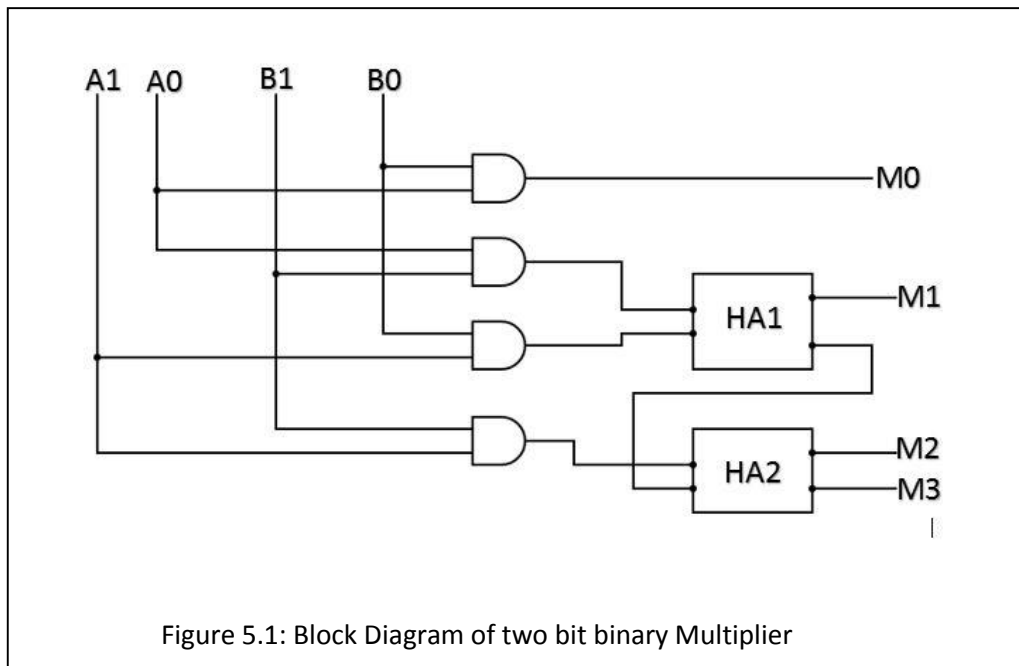 A1 A0 B1 B0
M0
HA1
M1
HA2
M2
M3
Figure 5.1: Block Diagram of two bit binary Multiplier